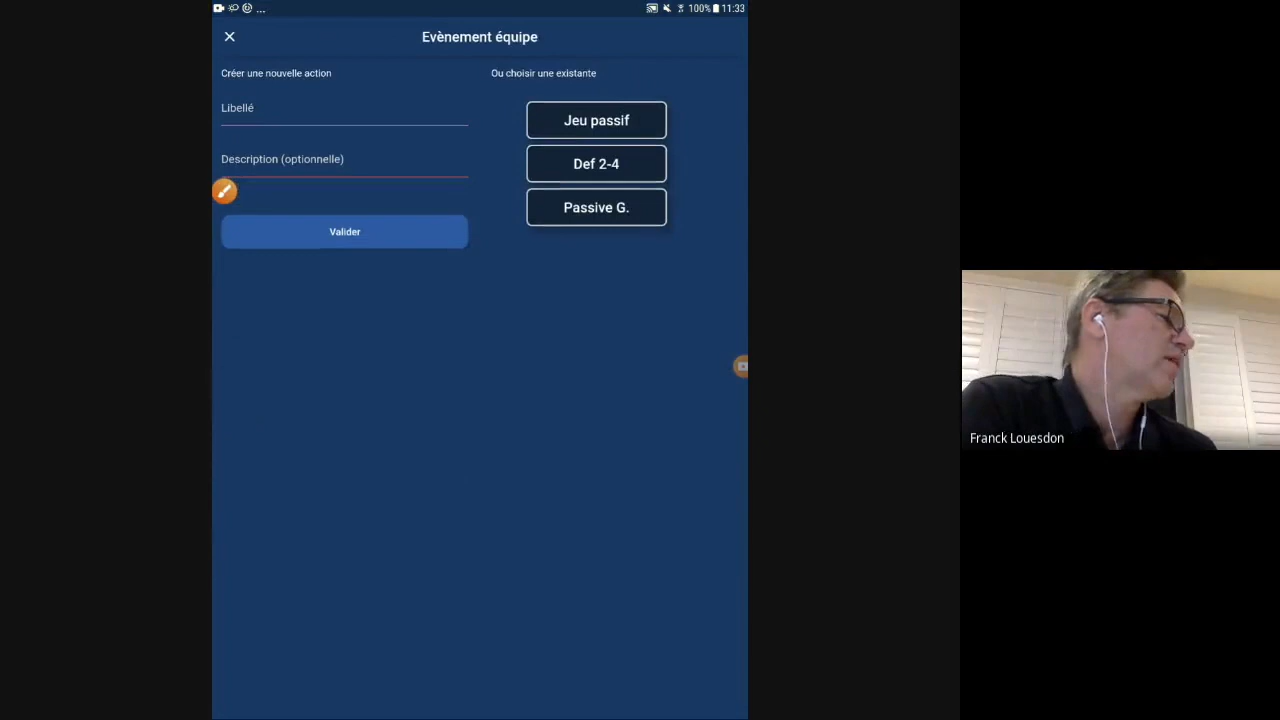 ... 100% 11:33
Evènement équipe
Créer une nouvelle action
Ou choisir une existante
Libellé
Jeu passif
Description (optionnelle)
Def 2-4
Passive G.
Valider
Franck Louesdon